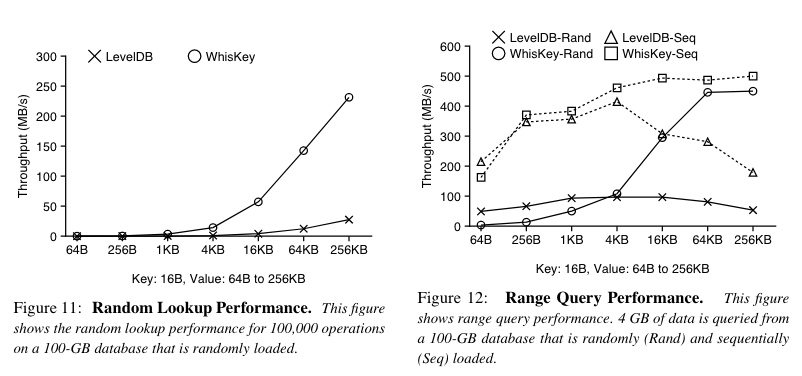 300
250
200
150
100
50
0
Throughput (MB/s)
LevelDB WhisKey
64B 256B 1KB 4KB 16KB 64KB 256KB
Key: 16B, Value: 64B to 256KB
Figure 11: Random Lookup Performance. This figure
shows the random lookup performance for 100,000 operations
on a 100-GB database that is randomly loaded.
LevelDB-Rand LevelDB-Seq
WhisKey-Rand WhisKey-Seq
600
500
400
300
200
100
0
Throughput (MB/s)
64B 256B 1KB 4KB 16KB 64KB 256KB
Key: 16B, Value: 64B to 256KB
Figure 12: Range Query Performance. This figure
shows range query performance. 4 GB of data is queried from
a 100-GB database that is randomly (Rand) and sequentially
(Seq) loaded.